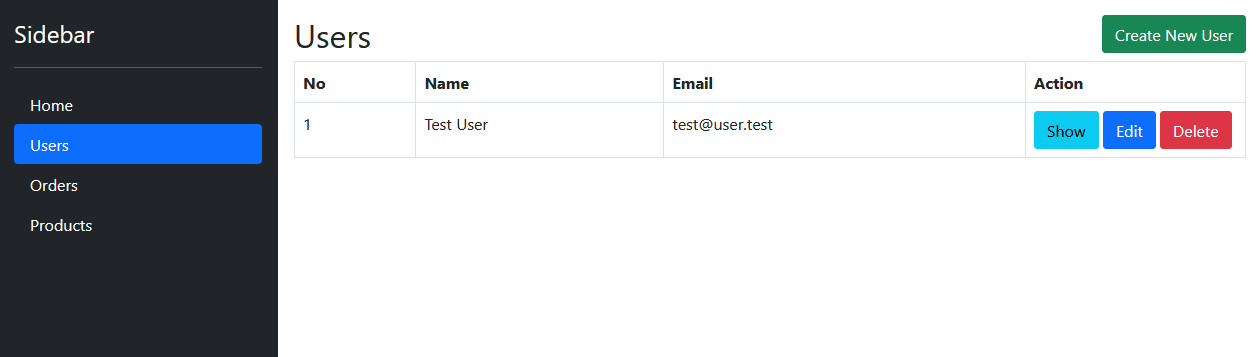 Sidebar
Home
Users
Orders
Products
Users
Create New User
No Name Email Action
1 Test User test@user.test Show Edit Delete